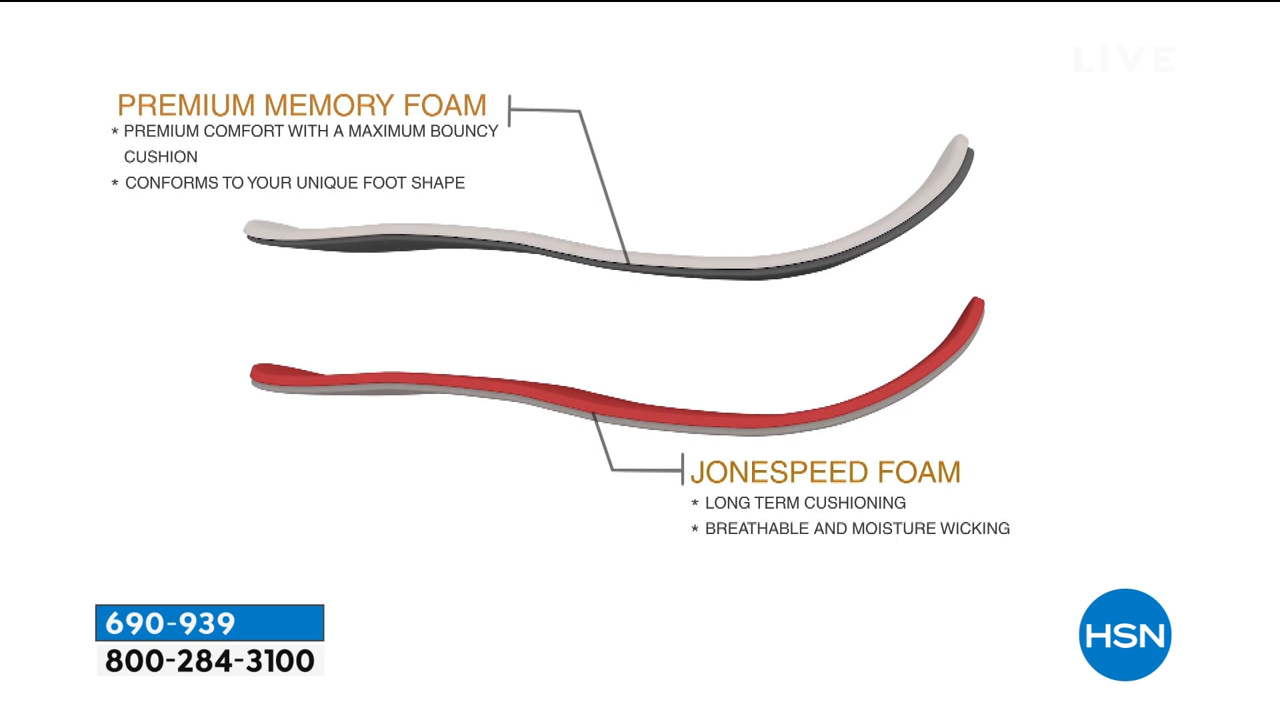 LIVE
PREMIUM MEMORY FOAM
* PREMIUM COMFORT WITH A MAXIMUM BOUNCY
CUSHION
* CONFORMS TO YOUR UNIQUE FOOT SHAPE
JONESPEED FOAM
* LONG TERM CUSHIONING
* BREATHABLE AND MOISTURE WICKING
690-939
800-284-3100
HSN